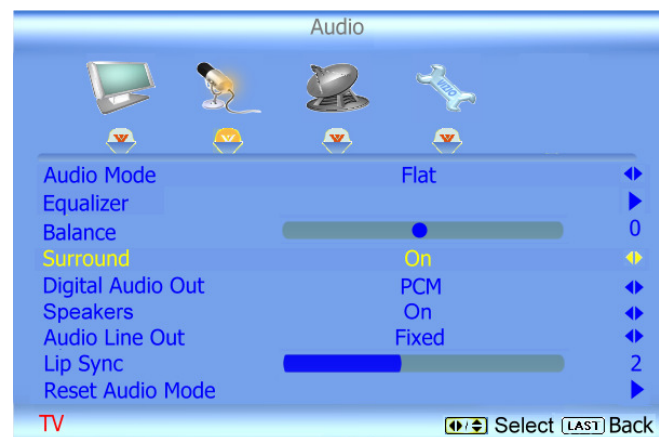 Audio
VIZIO
Audio Mode Flat
Equalizer
Balance 0
Surround On
Digital Audio Out PCM
Speakers On
Audio Line Out Fixed
Lip Sync 2
Reset Audio Mode
TV Select LAST Back